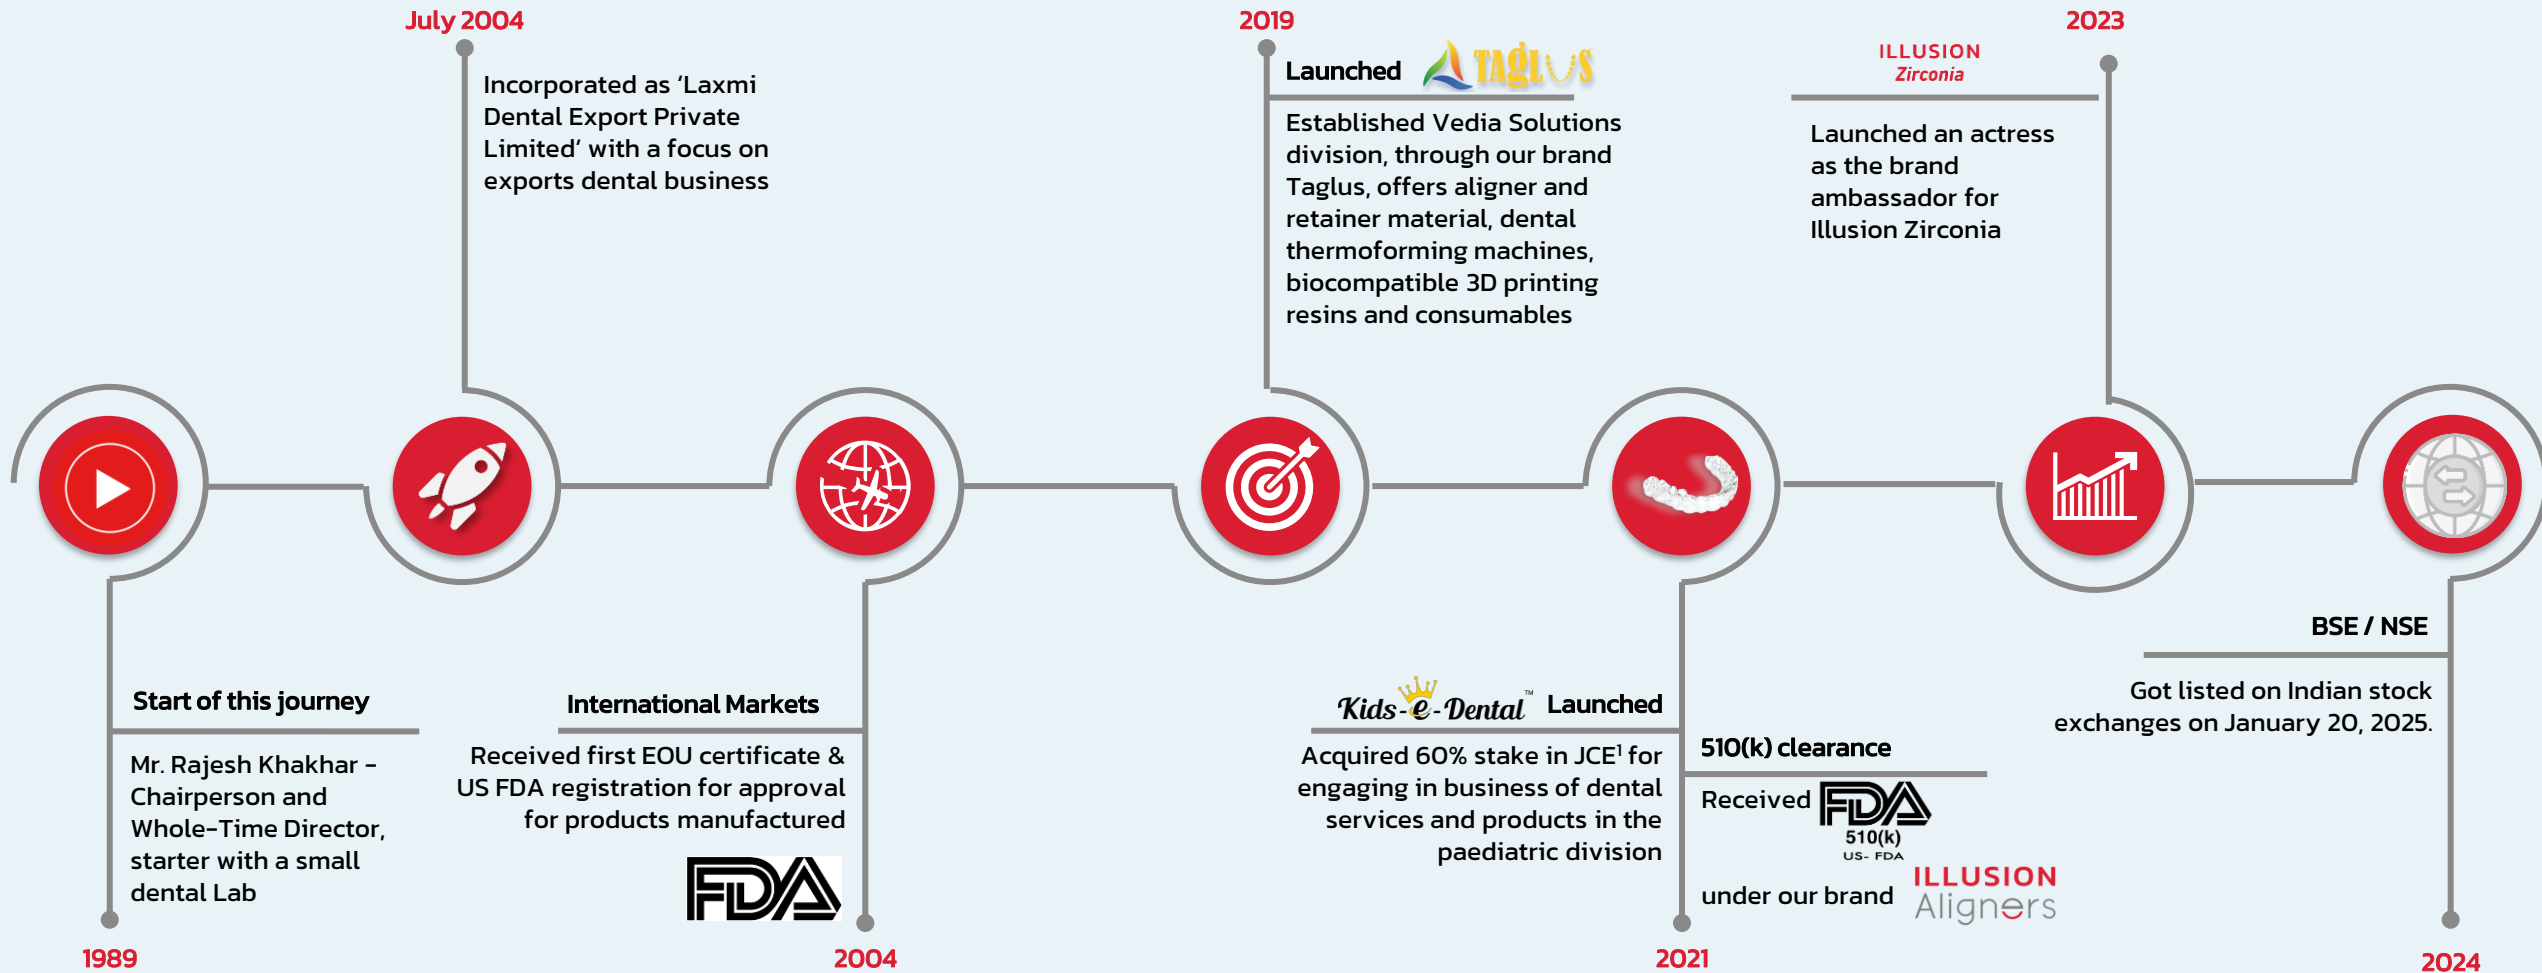 July 2004
Incorporated as ‘Laxmi
Dental Export Private
Limited’ with a focus on
exports dental business
2019
Launched TAGLUS
Established Vedia Solutions
division, through our brand
Taglus, offers aligner and
retainer material, dental
thermoforming machines,
biocompatible 3D printing
resins and consumables
2023
ILLUSION
Zirconia
Launched an actress
as the brand
ambassador for
Illusion Zirconia
Start of this journey
Mr. Rajesh Khakhar –
Chairperson and
Whole-Time Director,
starter with a small
dental Lab
1989
International Markets
Received first EOU certificate &
US FDA registration for approval
for products manufactured
FDA
2004
Kids-e-Dental™ Launched
Acquired 60% stake in JCE¹ for
engaging in business of dental
services and products in the
paediatric division
510(k) clearance
Received FDA
510(k)
US- FDA
under our brand ILLUSION
Aligners
2021
BSE / NSE
Got listed on Indian stock
exchanges on January 20, 2025.
2024